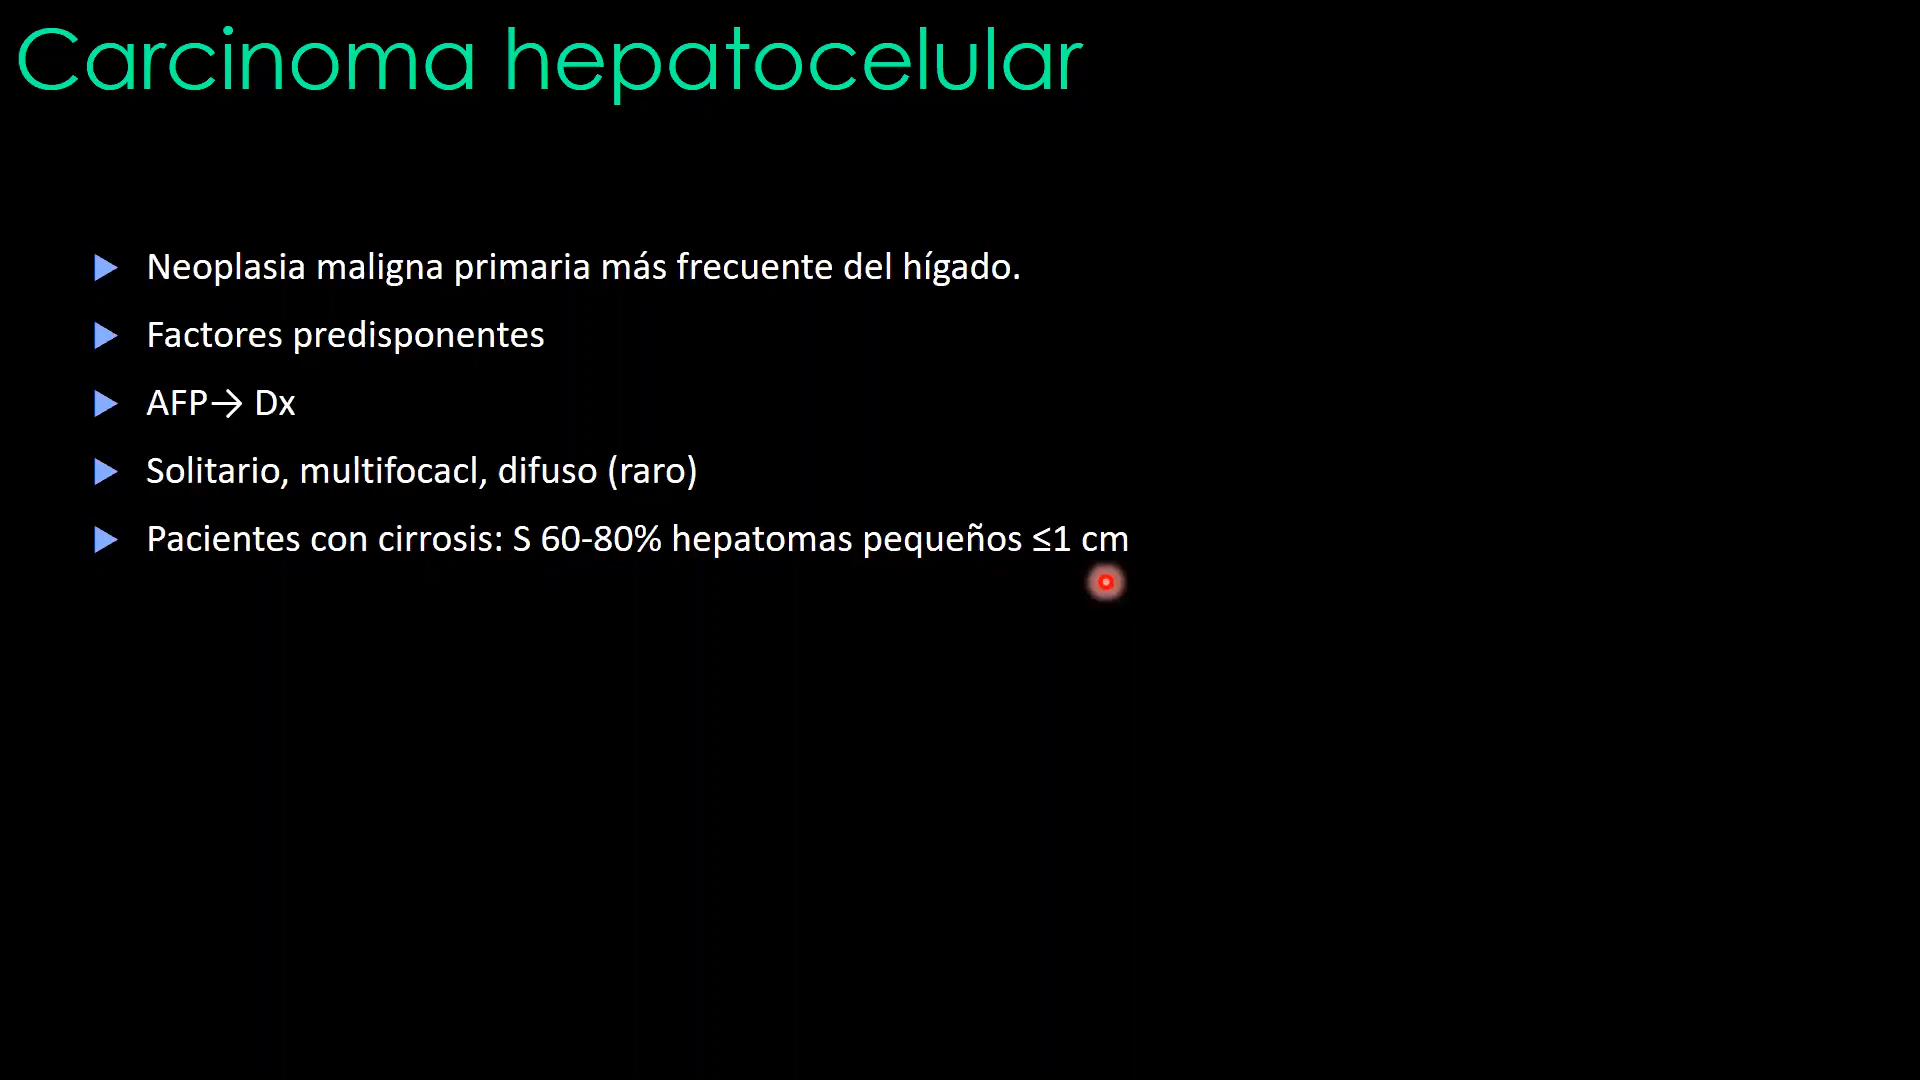 Carcinoma hepatocelular
Neoplasia maligna primaria más frecuente del hígado.
Factores predisponentes
AFP→ Dx
Solitario, multifocacl, difuso (raro)
Pacientes con cirrosis: S 60-80% hepatomas pequeños ≤1 cm